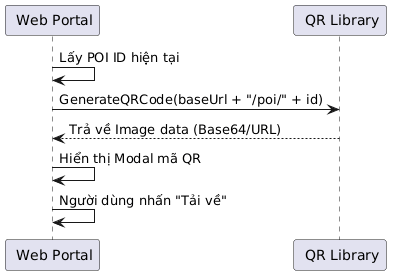 Web Portal
QR Library
Lấy POI ID hiện tại
GenerateQRCode(baseUrl + "/poi/" + id)
Trả về Image data (Base64/URL)
Hiển thị Modal mã QR
Người dùng nhấn "Tải về"
Web Portal
QR Library